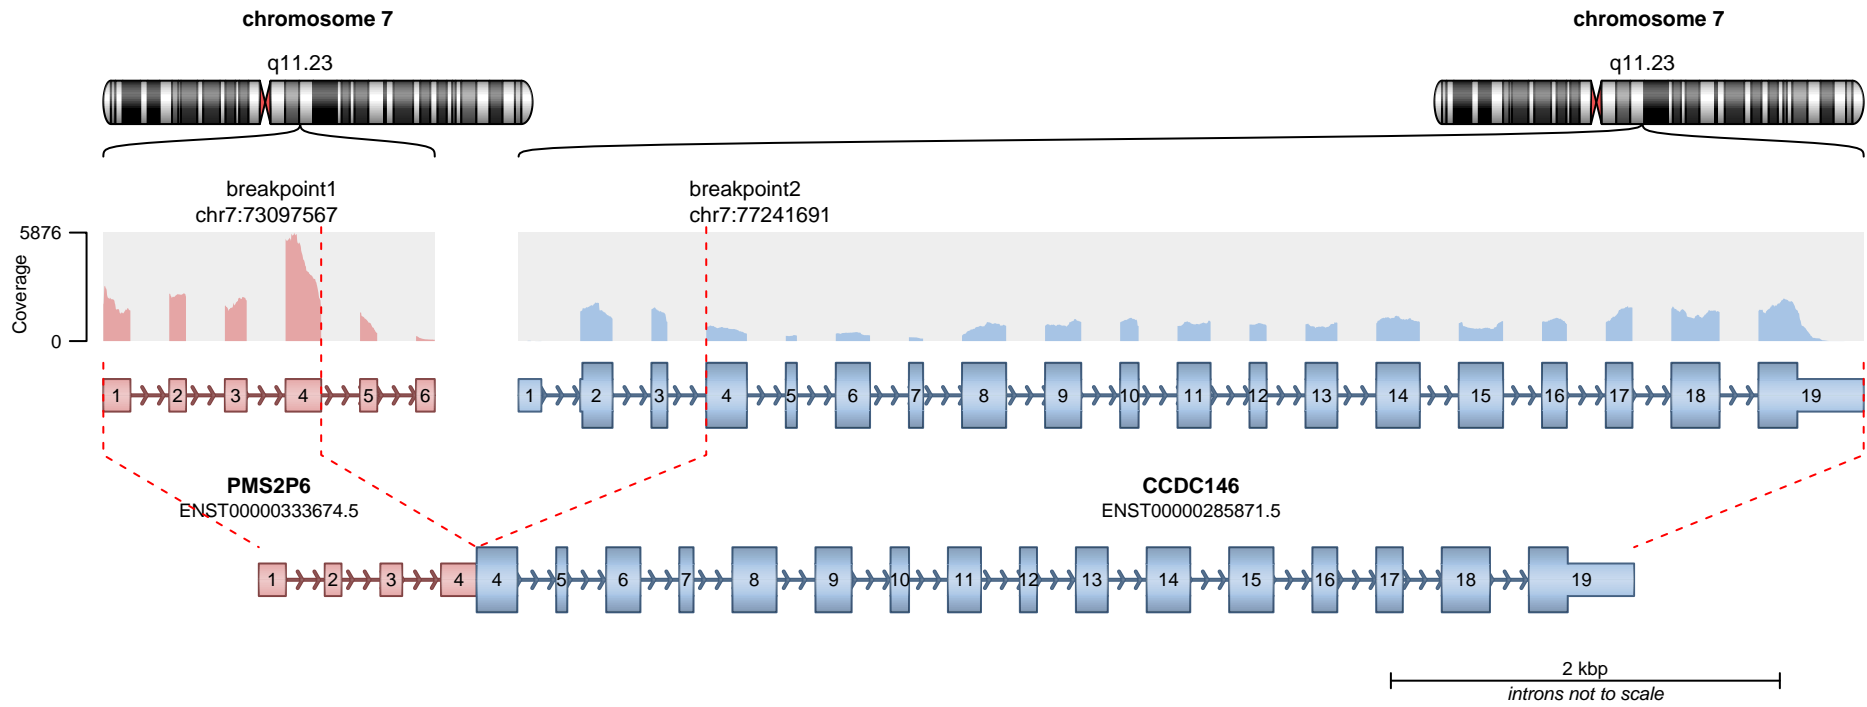 chromosome 7
chromosome 7
q11.23
q11.23
breakpoint1
chr7:73097567
breakpoint2
chr7:77241691
5876
Coverage
0
1 2 3 4 5 6
1 2 3 4 5 6 7 8 9 10 11 12 13 14 15 16 17 18 19
PMS2P6
ENST00000333674.5
CCDC146
ENST00000285871.5
1 2 3 4 4 5 6 7 8 9 10 11 12 13 14 15 16 17 18 19
2 kbp
introns not to scale